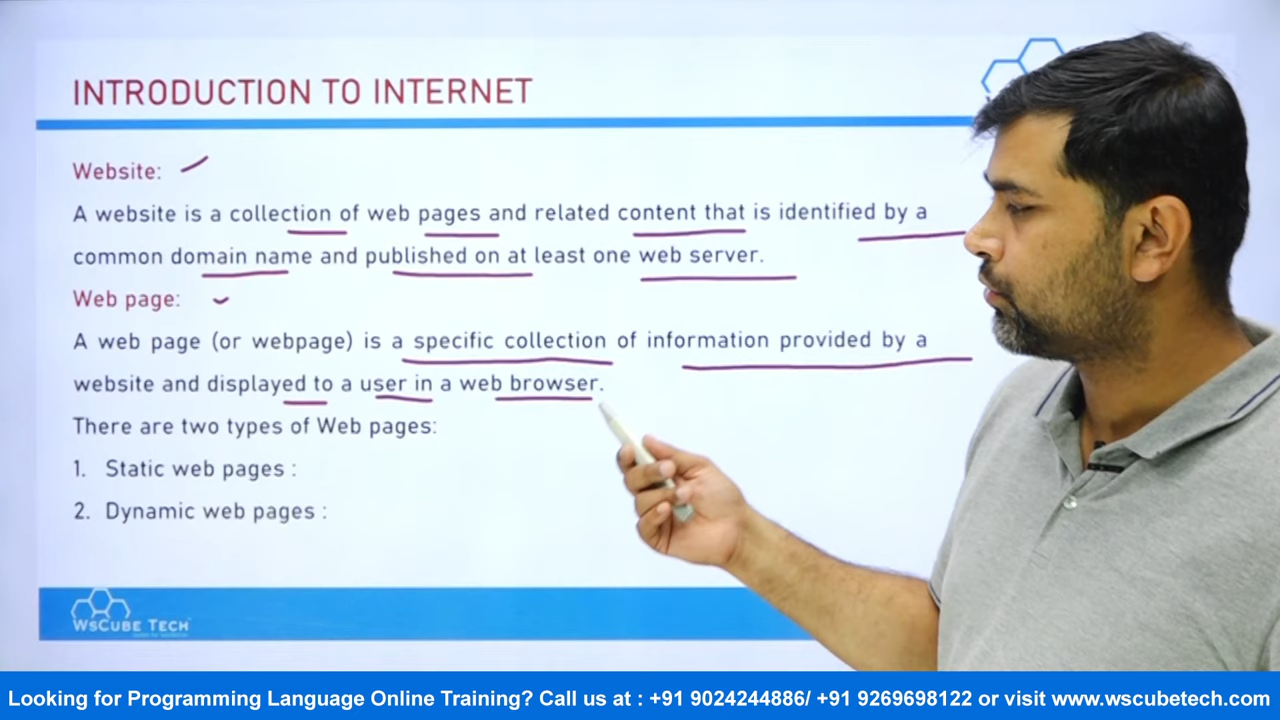 INTRODUCTION TO INTERNET
Website:
A website is a collection of web pages and related content that is identified by a
common domain name and published on at least one web server.
Web page:
A web page (or webpage) is a specific collection of information provided by a
website and displayed to a user in a web browser.
There are two types of Web pages:
1. Static web pages :
2. Dynamic web pages :
WsCube Tech
Looking for Programming Language Online Training? Call us at : +91 9024244886/ +91 9269698122 or visit www.wscubetech.com